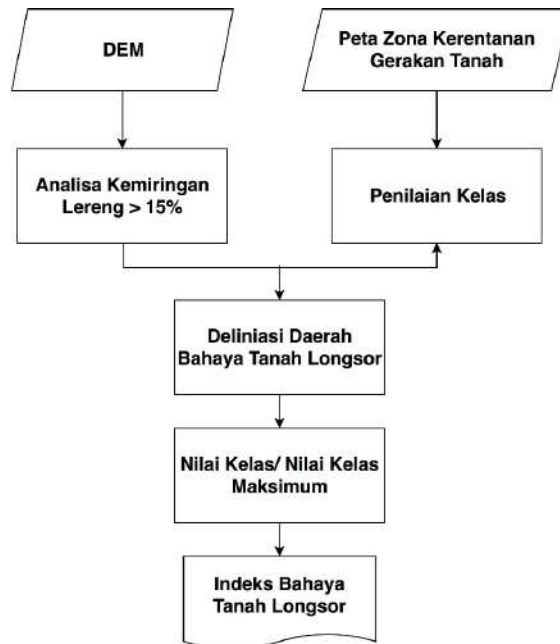 DEM
Peta Zona Kerentanan
Gerakan Tanah
Analisa Kemiringan
Lereng > 15%
Penilaian Kelas
Deliniasi Daerah
Bahaya Tanah Longsor
Nilai Kelas/ Nilai Kelas
Maksimum
Indeks Bahaya
Tanah Longsor